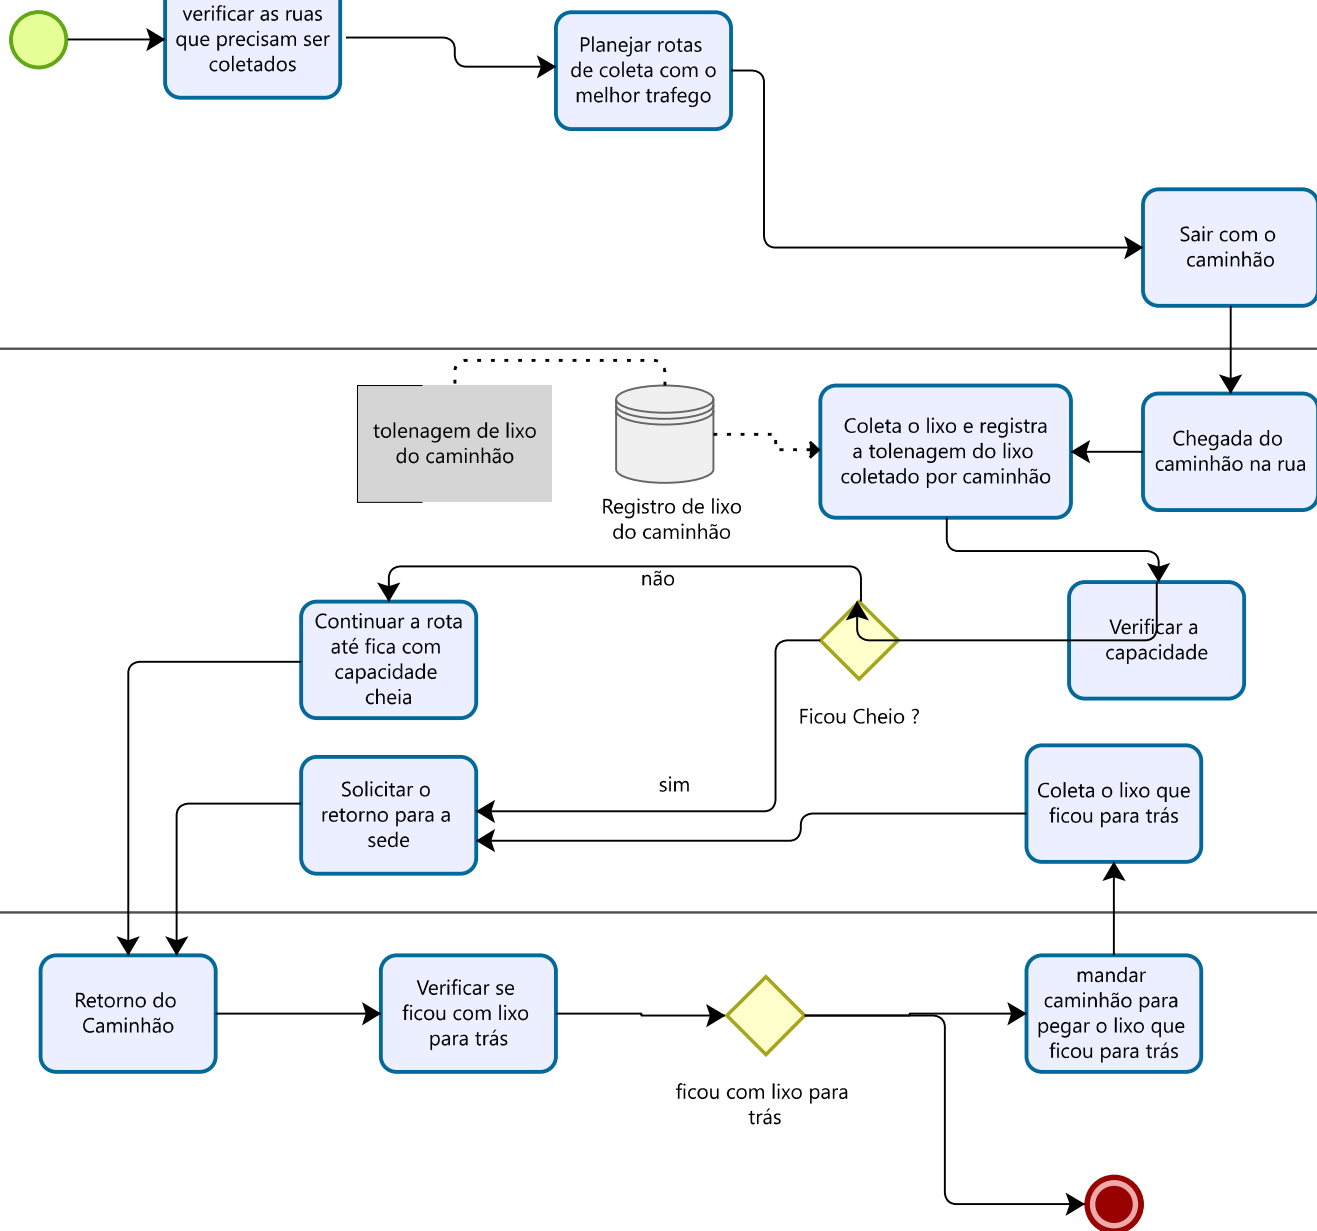 verificar as ruas
que precisam ser
coletados
Planejar rotas
de coleta com o
melhor trafego
Sair com o
caminhão
tolenagem de lixo
do caminhão
Registro de lixo
do caminhão
Coleta o lixo e registra
a tolenagem do lixo
coletado por caminhão
Chegada do
caminhão na rua
não
Continuar a rota
até fica com
capacidade
cheia
Verificar a
capacidade
Ficou Cheio ?
sim
Solicitar o
retorno para a
sede
Coleta o lixo que
ficou para trás
Retorno do
Caminhão
Verificar se
ficou com lixo
para trás
ficou com lixo para
trás
mandar
caminhão para
pegar o lixo que
ficou para trás